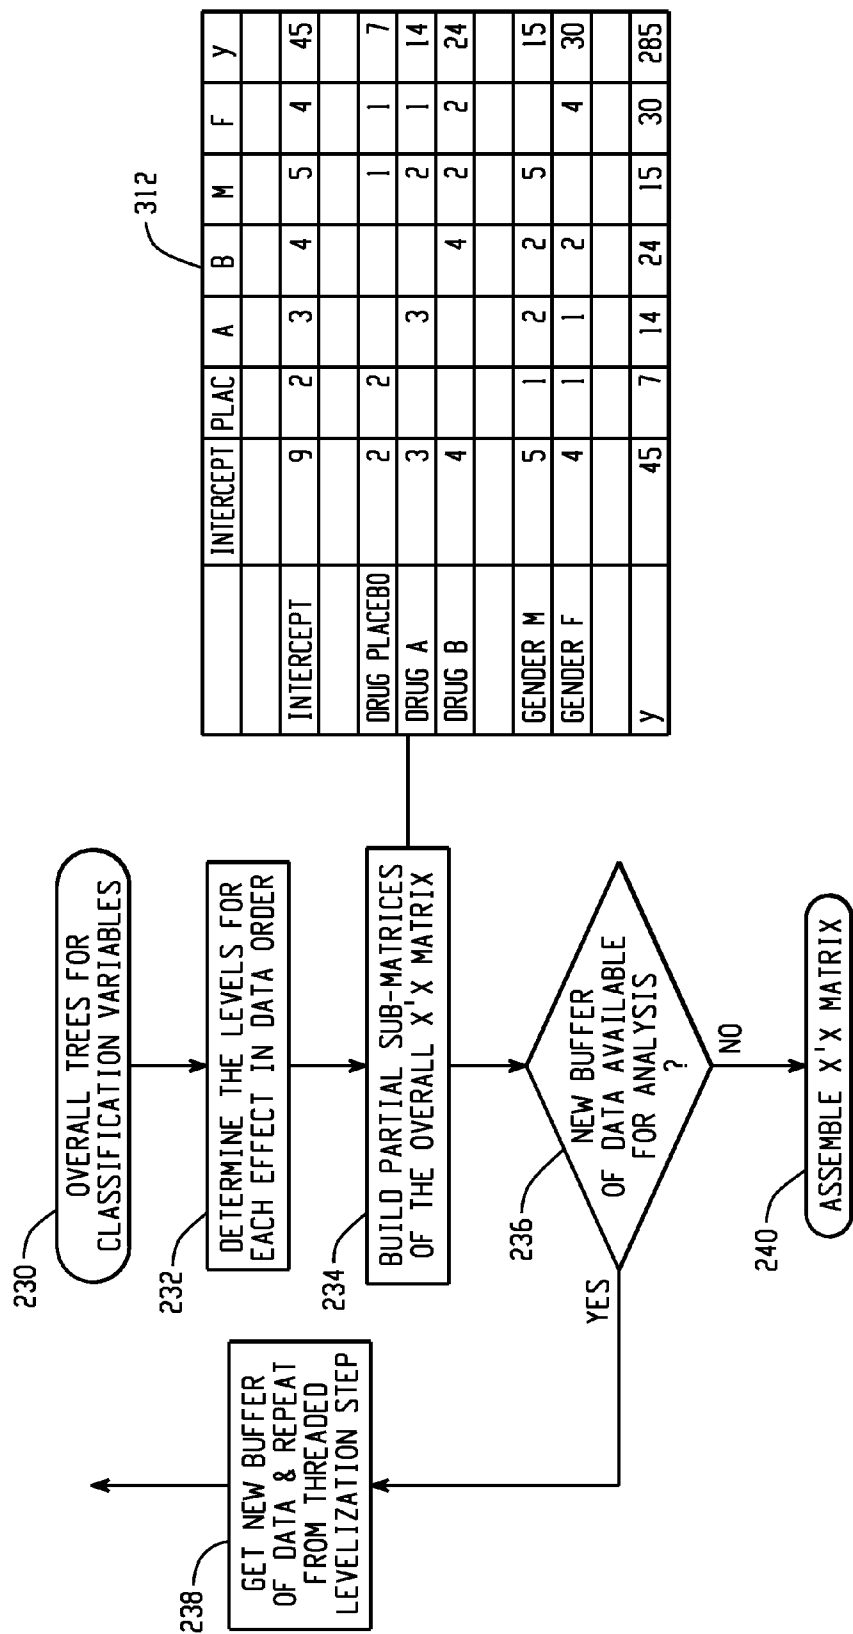 230
OVERALL TREES FOR
CLASSIFICATION VARIABLES
232
DETERMINE THE LEVELS FOR
EACH EFFECT IN DATA ORDER
234
BUILD PARTIAL SUB-MATRICES
OF THE OVERALL X'X MATRIX
236
NEW BUFFER
OF DATA AVAILABLE
FOR ANALYSIS
?
YES
NO
238
GET NEW BUFFER
OF DATA & REPEAT
FROM THREADED
LEVELIZATION STEP
240
ASSEMBLE X'X MATRIX
312
INTERCEPT PLAC A B M F y
INTERCEPT 9 2 3 4 5 4 45
DRUG PLACEBO 2 2 1 1 7
DRUG A 3 3 2 1 14
DRUG B 4 4 2 2 24
GENDER M 5 1 2 2 5 15
GENDER F 4 1 1 2 4 30
y 45 7 14 24 15 30 285